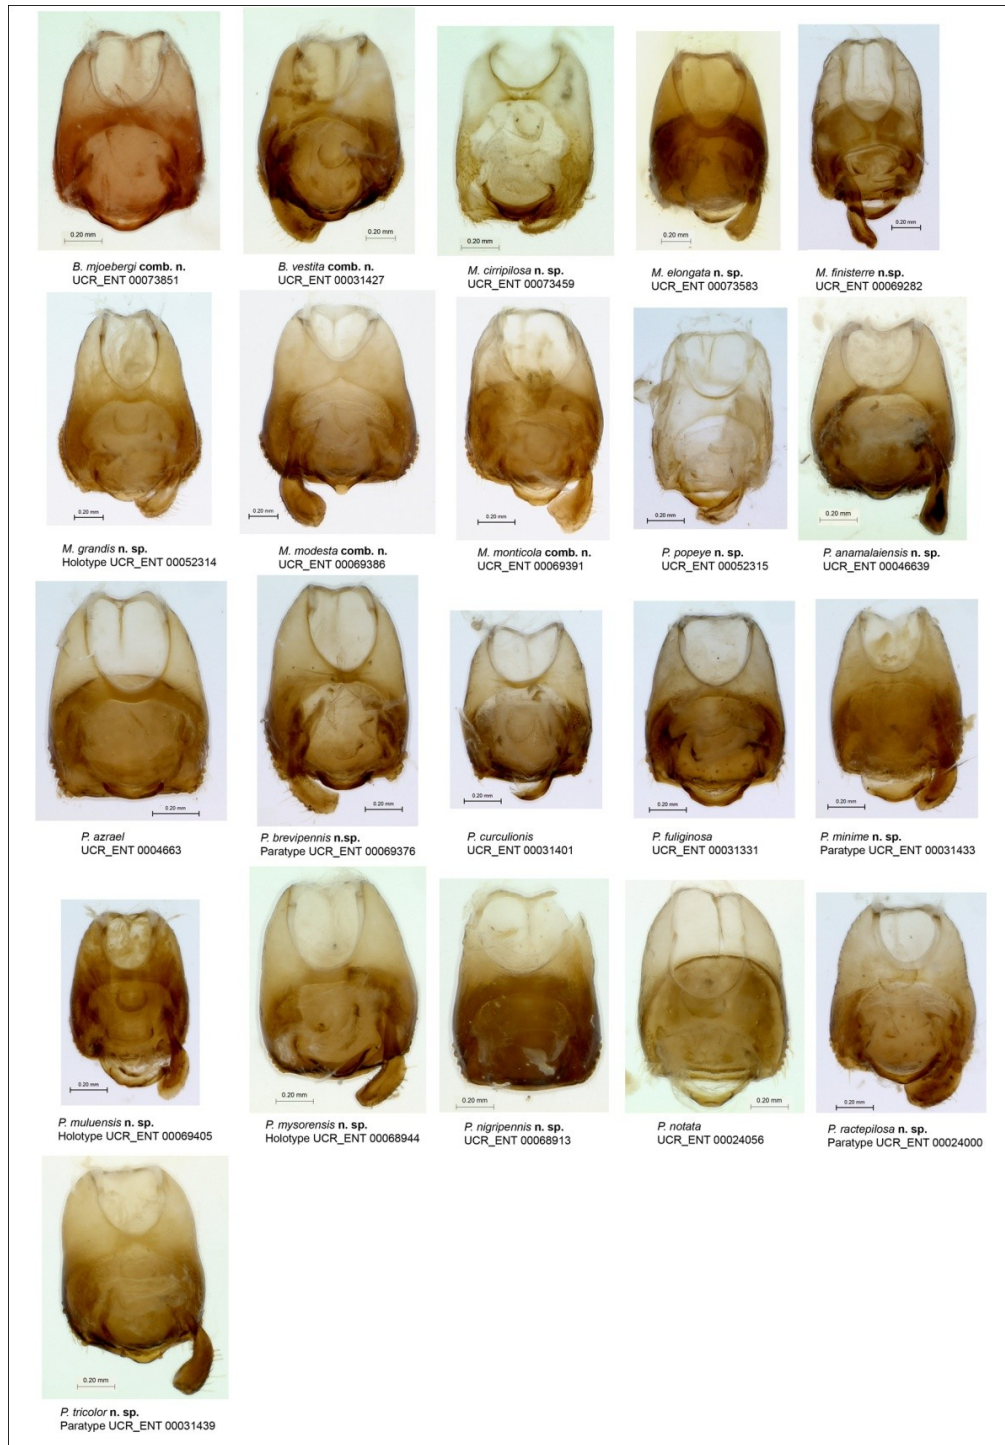 0.20 mm
0.20 mm
0.20 mm
0.20 mm
0.20 mm
B. mjoebergi comb. n.
UCR_ENT 00073851
B. vestita comb. n.
UCR_ENT 00031427
M. cirripilosa n. sp.
UCR_ENT 00073459
M. elongata n. sp.
UCR_ENT 00073583
M. finisterre n.sp.
UCR_ENT 00069282
0.20 mm
0.20 mm
0.20 mm
0.20 mm
0.20 mm
M. grandis n. sp.
Holotype UCR_ENT 00052314
M. modesta comb. n.
UCR_ENT 00069386
M. monticola comb. n.
UCR_ENT 00069391
P. popeye n. sp.
UCR_ENT 00052315
P. anamalaiensis n. sp.
UCR_ENT 00046639
0.20 mm
0.20 mm
0.20 mm
0.20 mm
0.20 mm
P. azrael
UCR_ENT 0004663
P. brevipennis n.sp.
Paratype UCR_ENT 00069376
P. curculionis
UCR_ENT 00031401
P. fuliginosa
UCR_ENT 00031331
P. minime n. sp.
Paratype UCR_ENT 00031433
0.20 mm
0.20 mm
0.20 mm
0.20 mm
0.20 mm
P. muluensis n. sp.
Holotype UCR_ENT 00069405
P. mysorensis n. sp.
Holotype UCR_ENT 00068944
P. nigripennis n. sp.
UCR_ENT 00068913
P. notata
UCR_ENT 00024056
P. ractepilosa n. sp.
Paratype UCR_ENT 00024000
0.20 mm
P. tricolor n. sp.
Paratype UCR_ENT 00031439